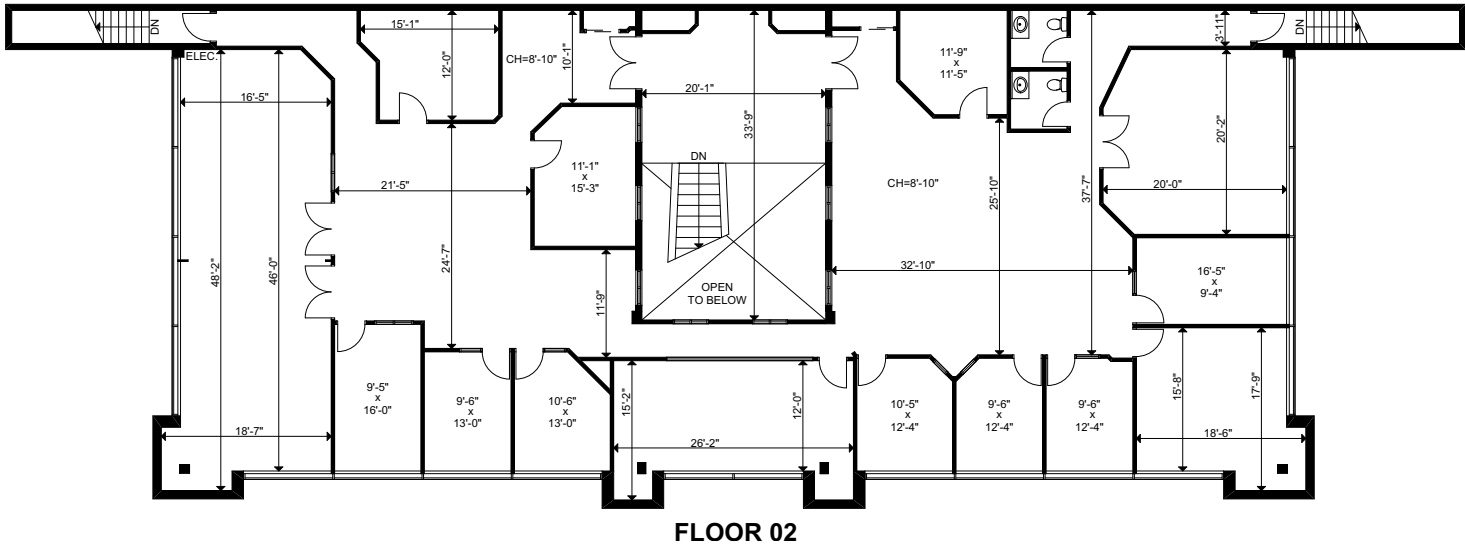 DN
ELEC.
15'-1"
12'-0"
CH=8'-10"
10'-1"
20'-1"
33'-9"
11'-9"
x
11'-5"
3'-11"
DN
16'-5"
48'-2"
46'-0"
21'-5"
24'-7"
11'-1"
x
15'-3"
DN
OPEN
TO BELOW
CH=8'-10"
25'-10"
37'-7"
20'-2"
20'-0"
11'-9"
32'-10"
16'-5"
x
9'-4"
18'-7"
9'-5"
x
16'-0"
9'-6"
x
13'-0"
10'-6"
x
13'-0"
15'-2"
12'-0"
26'-2"
10'-5"
x
12'-4"
9'-6"
x
12'-4"
9'-6"
x
12'-4"
15'-8"
17'-9"
18'-6"
FLOOR 02